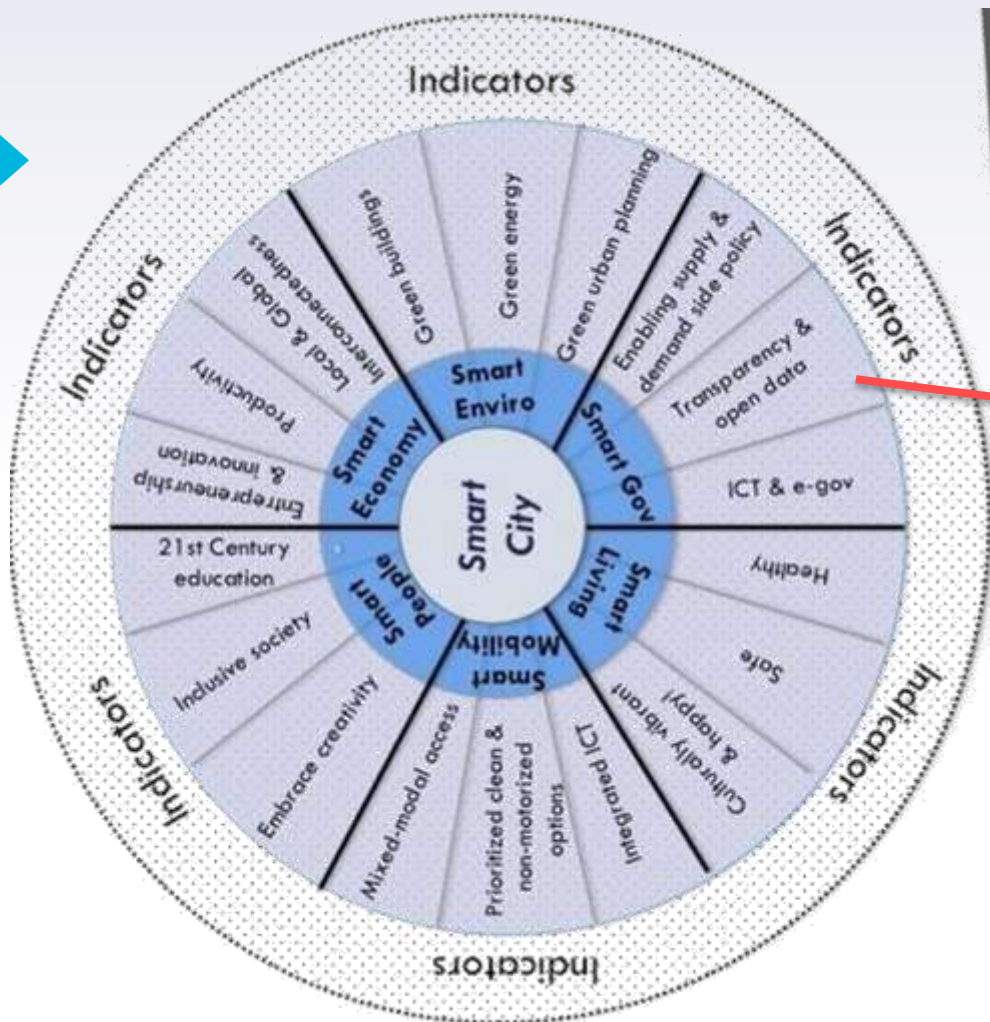 Indicators
Indicators
Indicators
Indicators
Indicators
Indicators
Smart
City
Smart
Enviro
Green buildings
Green energy
Green urban planning
Smart Gov
Enabling supply &
demand side policy
Transparency &
open data
ICT & e-gov
Smart
Living
Healthy
Safe
Culturally vibrant
& happy!
Smart
Mobility
Integrated ICT
Prioritized clean &
non-motorized
options
Mixed-modal access
Smart
People
Embrace creativity
Inclusive society
21st Century
education
Smart
Economy
Entrepreneurship
& innovation
Productivity
Local & Global
Interconnectedness